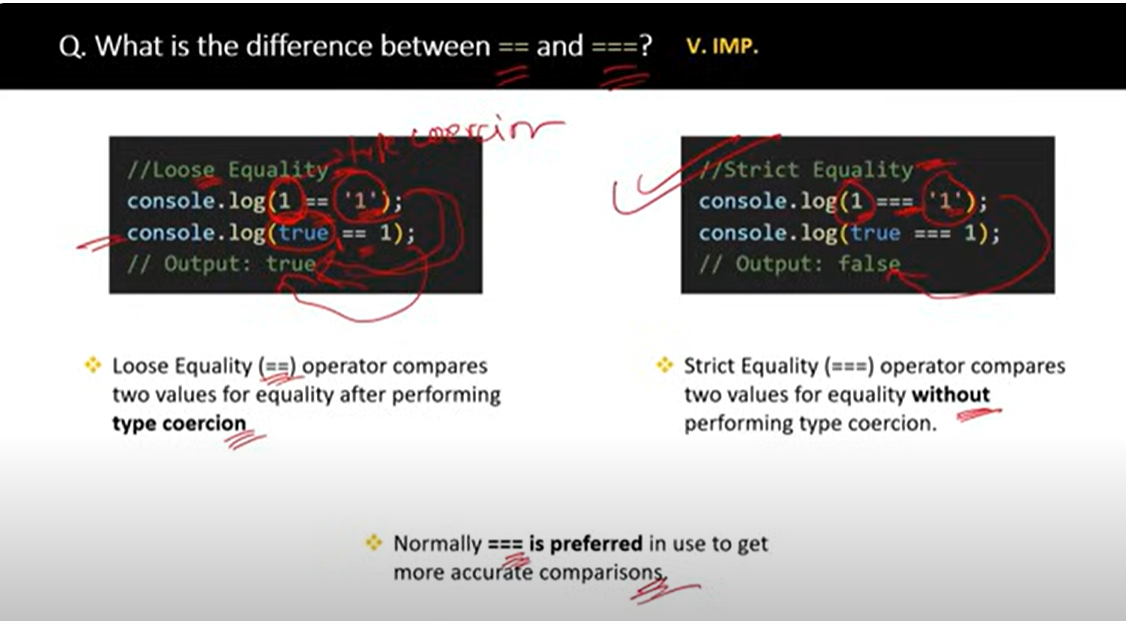 Q. What is the difference between == and ===? V. IMP.
type coercion
//Loose Equality
console.log(1 == '1');
console.log(true == 1);
// Output: true
//Strict Equality
console.log(1 === '1');
console.log(true === 1);
// Output: false
❖ Loose Equality (==) operator compares
two values for equality after performing
type coercion
❖ Strict Equality (===) operator compares
two values for equality without
performing type coercion.
❖ Normally === is preferred in use to get
more accurate comparisons.